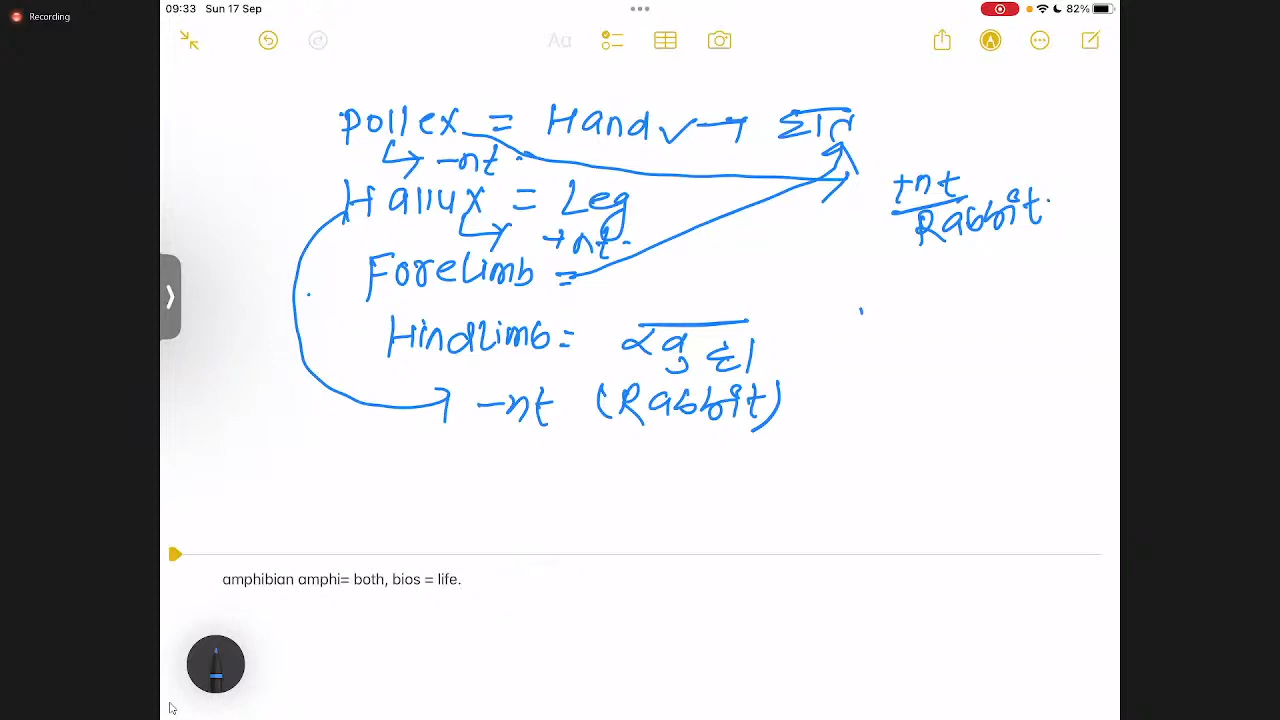 Recording
09:33 Sun 17 Sep
82%
Aa
Pollex = Hand ✓ →
↳ -nt
Hallux = Leg
↳ +nt.
+nt
Rabbit.
Forelimb =
Hindlimb =
→ -nt (Rabbit)
amphibian amphi= both, bios = life.